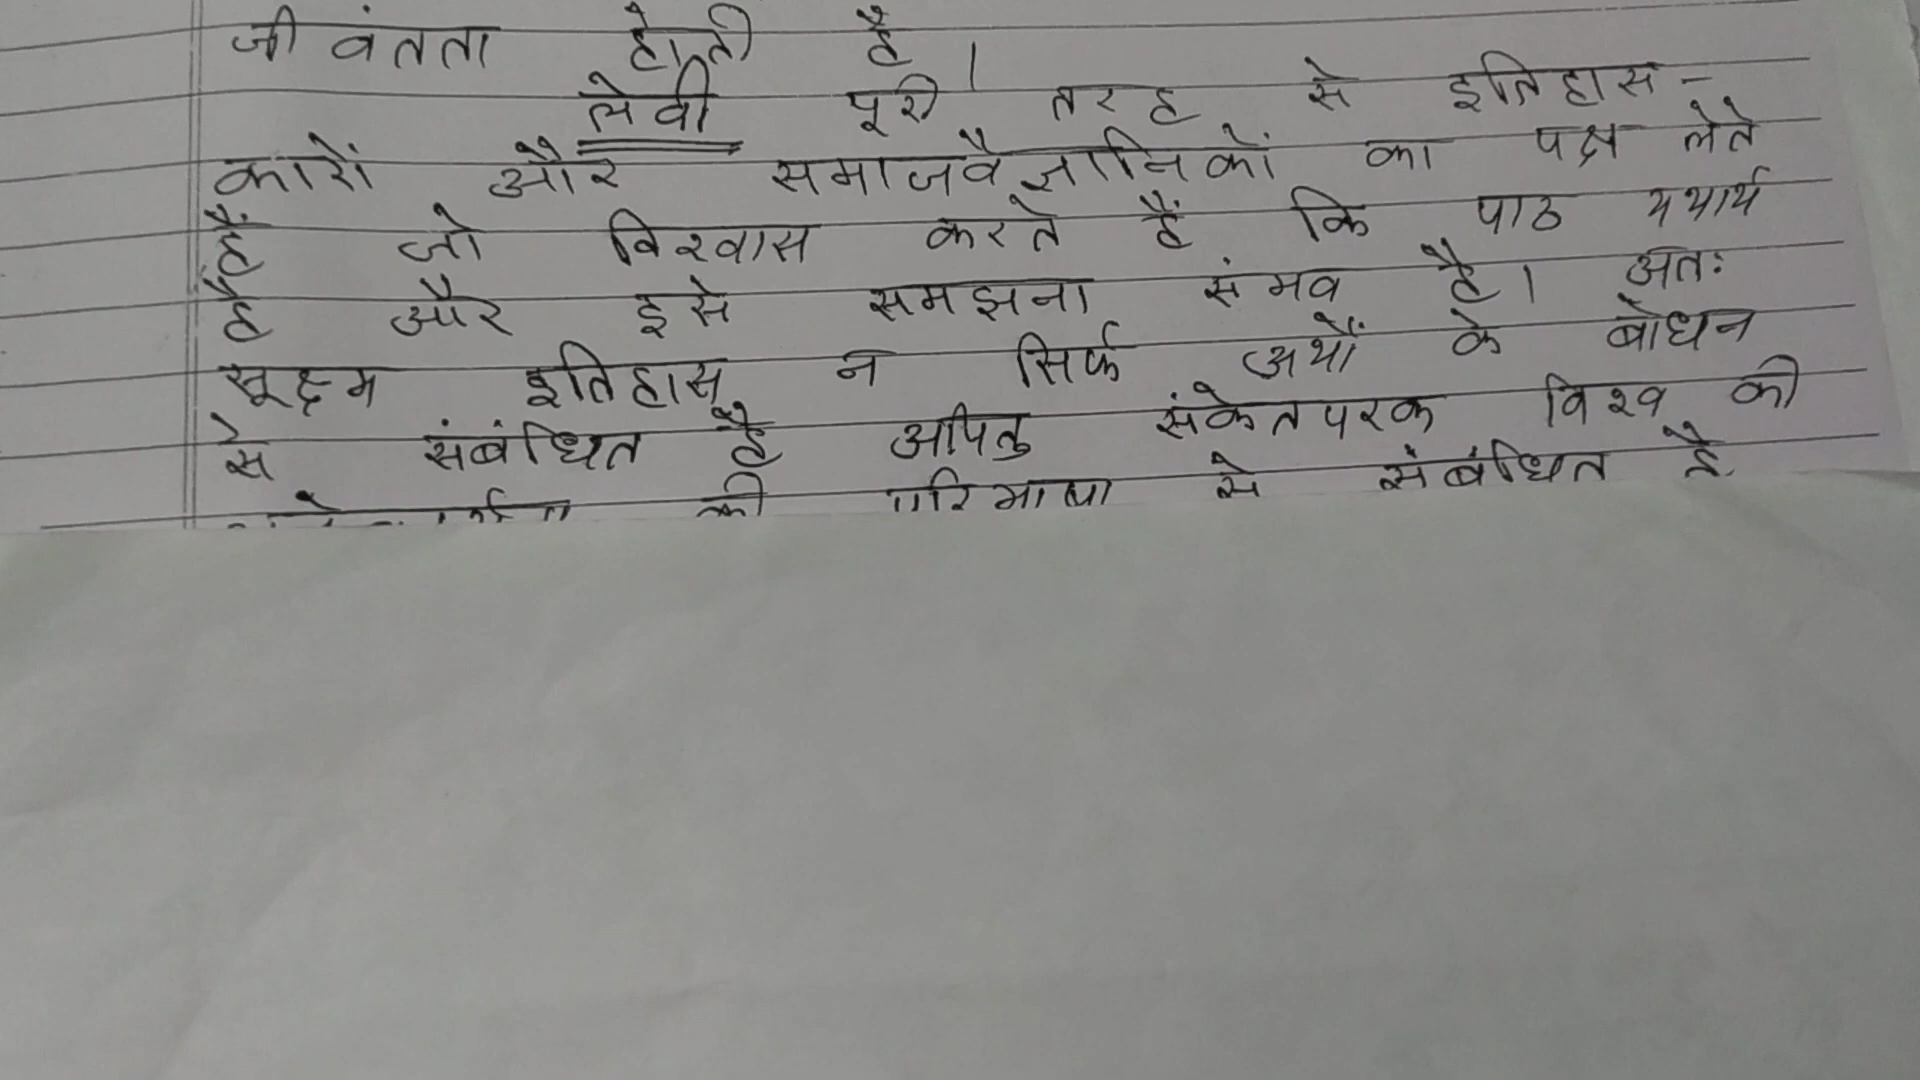 जीवंतता होती है।
लेवी पूरी तरह से इतिहास-
कारों और समाजवैज्ञानिकों का पक्ष लेते
हैं जो विश्वास करते हैं कि पाठ यथार्थ
है और इसे समझना संभव है। अतः
सूक्ष्म इतिहास न सिर्फ अर्थों के बोधन
से संबंधित है अपितु संकेतपरक विश्व की
की परिभाषा से संबंधित है